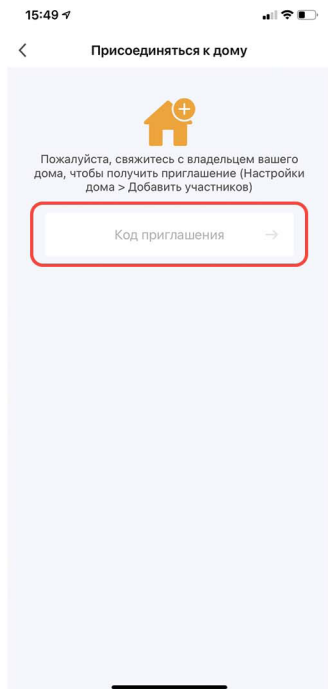 15:49
Присоединяться к дому
Пожалуйста, свяжитесь с владельцем вашего
дома, чтобы получить приглашение (Настройки
дома > Добавить участников)
Код приглашения